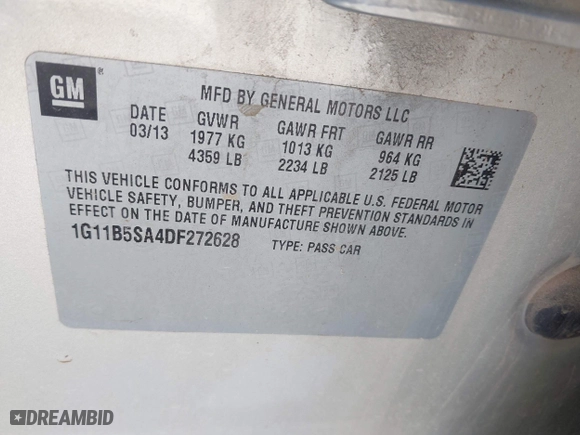 GM ®
MFD BY GENERAL MOTORS LLC
DATE GVWR GAWR FRT GAWR RR
03/13 1977 KG 1013 KG 964 KG
4359 LB 2234 LB 2125 LB
THIS VEHICLE CONFORMS TO ALL APPLICABLE U.S. FEDERAL MOTOR
VEHICLE SAFETY, BUMPER, AND THEFT PREVENTION STANDARDS IN
EFFECT ON THE DATE OF MANUFACTURE SHOWN ABOVE.
1G11B5SA4DF272628 TYPE: PASS CAR
DREAMBID